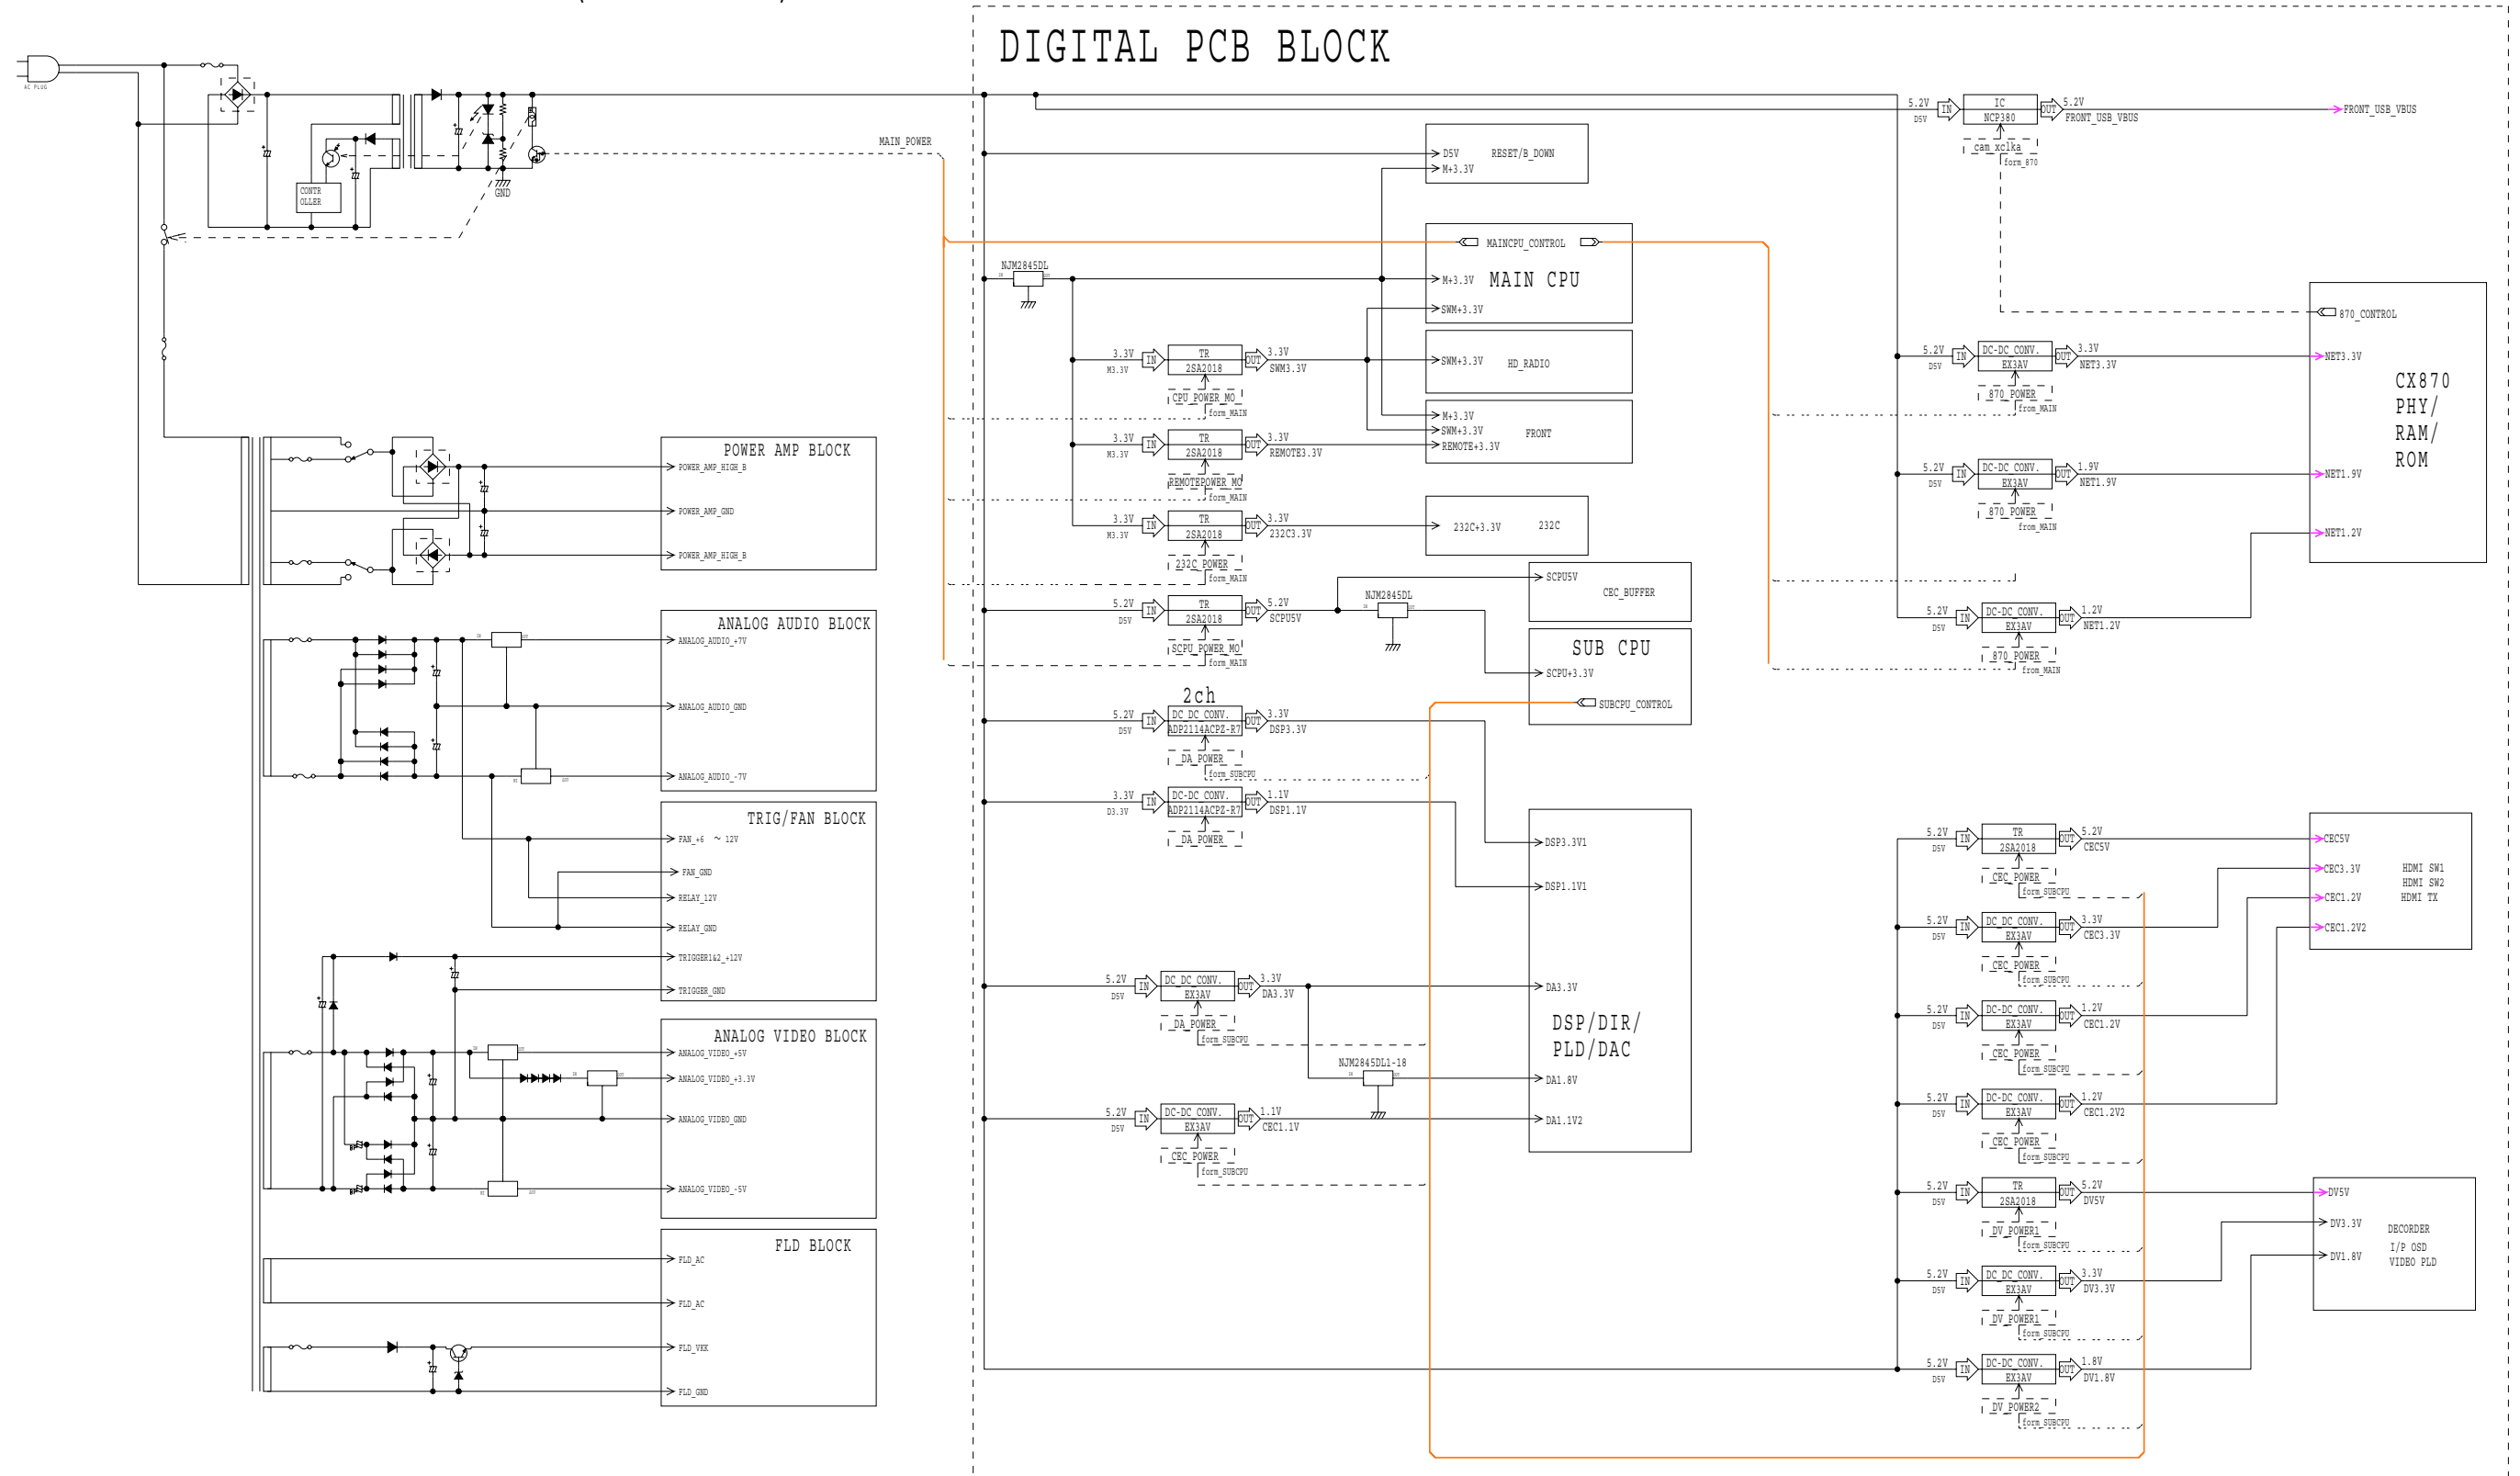 DIGITAL PCB BLOCK
AC PLUG
CONTR
OLLER
GND
MAIN_POWER
POWER AMP BLOCK
POWER_AMP_HIGH_B
POWER_AMP_GND
POWER_AMP_HIGH_B
ANALOG AUDIO BLOCK
ANALOG_AUDIO_+7V
ANALOG_AUDIO_GND
ANALOG_AUDIO_-7V
TRIG/FAN BLOCK
FAN_+6 ~ 12V
FAN_GND
RELAY_12V
RELAY_GND
TRIGGER1&2_+12V
TRIGGER_GND
ANALOG VIDEO BLOCK
ANALOG_VIDEO_+5V
ANALOG_VIDEO_+3.3V
ANALOG_VIDEO_GND
ANALOG_VIDEO_-5V
FLD BLOCK
FLD_AC
FLD_AC
FLD_VKK
FLD_GND
D5V RESET/B_DOWN
M+3.3V
MAINCPU_CONTROL
NJM2845DL
M+3.3V MAIN CPU
SWM+3.3V
3.3V IN TR OUT 3.3V
M3.3V 2SA2018 SWM3.3V
CPU_POWER_MO
form_MAIN
SWM+3.3V HD_RADIO
M+3.3V
SWM+3.3V FRONT
REMOTE+3.3V
3.3V IN TR OUT 3.3V
M3.3V 2SA2018 REMOTE3.3V
REMOTEPOWER_MO
form_MAIN
3.3V IN TR OUT 3.3V
M3.3V 2SA2018 232C3.3V
232C_POWER
form_MAIN
232C+3.3V 232C
5.2V IN TR OUT 5.2V
D5V 2SA2018 SCPU5V
SCPU_POWER_MO
form_MAIN
NJM2845DL
SCPU5V
CEC_BUFFER
SUB CPU
SCPU+3.3V
SUBCPU_CONTROL
2ch
5.2V IN DC_DC_CONV. OUT 3.3V
D5V ADP2114ACPZ-R7 DSP3.3V
DA_POWER
form_SUBCPU
3.3V IN DC-DC_CONV. OUT 1.1V
D3.3V ADP2114ACPZ-R7 DSP1.1V
DA_POWER
DSP3.3V1
DSP1.1V1
5.2V IN DC_DC_CONV. OUT 3.3V
D5V EX3AV DA3.3V
DA_POWER
form_SUBCPU
DA3.3V
DSP/DIR/
PLD/DAC
NJM2845DL1-18
DA1.8V
5.2V IN DC-DC_CONV. OUT 1.1V
D5V EX3AV CEC1.1V
CEC_POWER
form_SUBCPU
DA1.1V2
5.2V IN IC OUT 5.2V
D5V NCP380 FRONT_USB_VBUS
FRONT_USB_VBUS
cam_xclka
form_870
870_CONTROL
5.2V IN DC-DC_CONV. OUT 3.3V
D5V EX3AV NET3.3V
870_POWER
from_MAIN
NET3.3V
CX870
PHY/
RAM/
ROM
5.2V IN DC-DC_CONV. OUT 1.9V
D5V EX3AV NET1.9V
870_POWER
from_MAIN
NET1.9V
NET1.2V
5.2V IN DC-DC_CONV. OUT 1.2V
D5V EX3AV NET1.2V
870_POWER
from_MAIN
5.2V IN TR OUT 5.2V
D5V 2SA2018 CEC5V
CEC_POWER
form_SUBCPU
CEC5V
CEC3.3V HDMI SW1
HDMI SW2
CEC1.2V HDMI TX
CEC1.2V2
5.2V IN DC_DC_CONV. OUT 3.3V
D5V EX3AV CEC3.3V
CEC_POWER
form_SUBCPU
5.2V IN DC-DC_CONV. OUT 1.2V
D5V EX3AV CEC1.2V
CEC_POWER
form_SUBCPU
5.2V IN DC-DC_CONV. OUT 1.2V
D5V EX3AV CEC1.2V2
CEC_POWER
form_SUBCPU
5.2V IN TR OUT 5.2V
D5V 2SA2018 DV5V
DV_POWER1
form_SUBCPU
DV5V
DV3.3V DECORDER
I/P OSD
DV1.8V VIDEO PLD
5.2V IN DC_DC_CONV. OUT 3.3V
D5V EX3AV DV3.3V
DV_POWER1
form_SUBCPU
5.2V IN DC-DC_CONV. OUT 1.8V
D5V EX3AV DV1.8V
DV_POWER2
form_SUBCPU